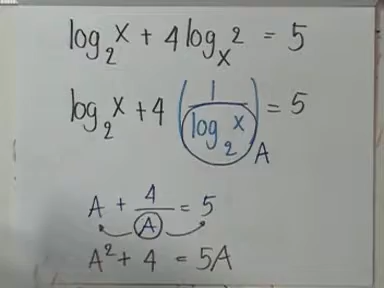 log₂x + 4logₓ2 = 5
log₂x + 4(1/log₂x) = 5
A
A + 4/A = 5
A² + 4 = 5A